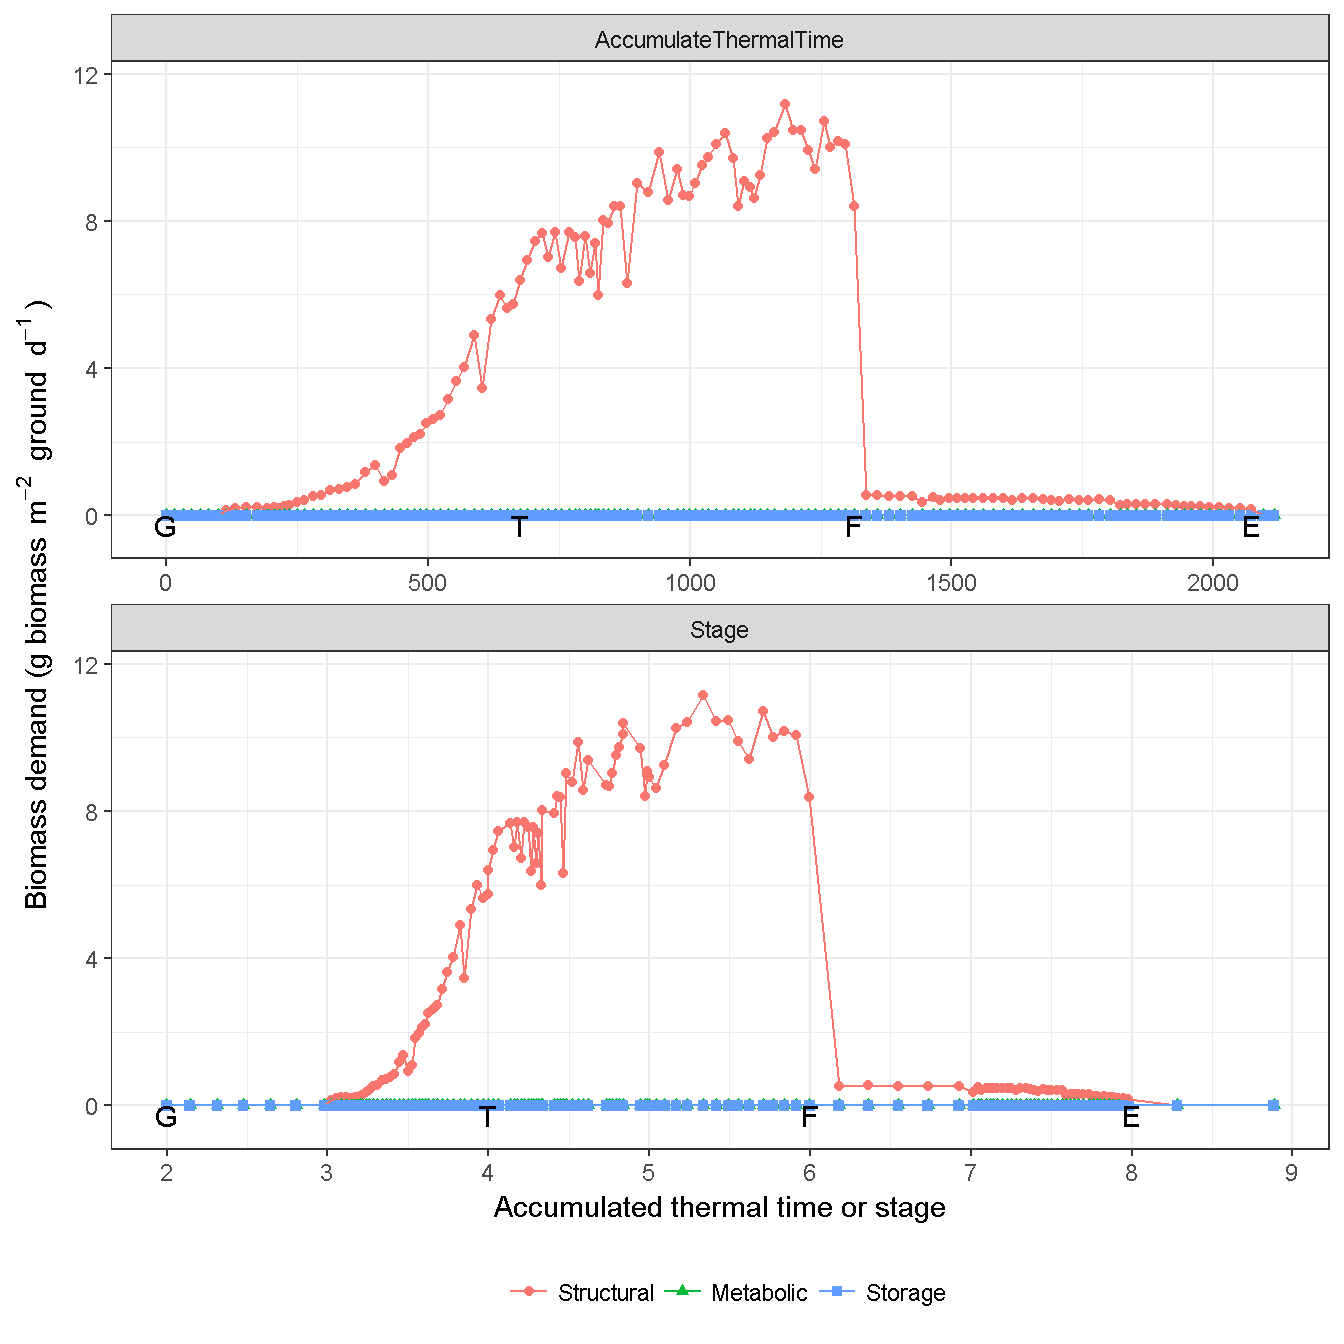 AccumulateThermalTime
12
8
4
0
G T F E
0 500 1000 1500 2000
Stage
12
8
4
0
G T F E
2 3 4 5 6 7 8 9
Biomass demand (g biomass m⁻² ground d⁻¹)
Accumulated thermal time or stage
Structural Metabolic Storage